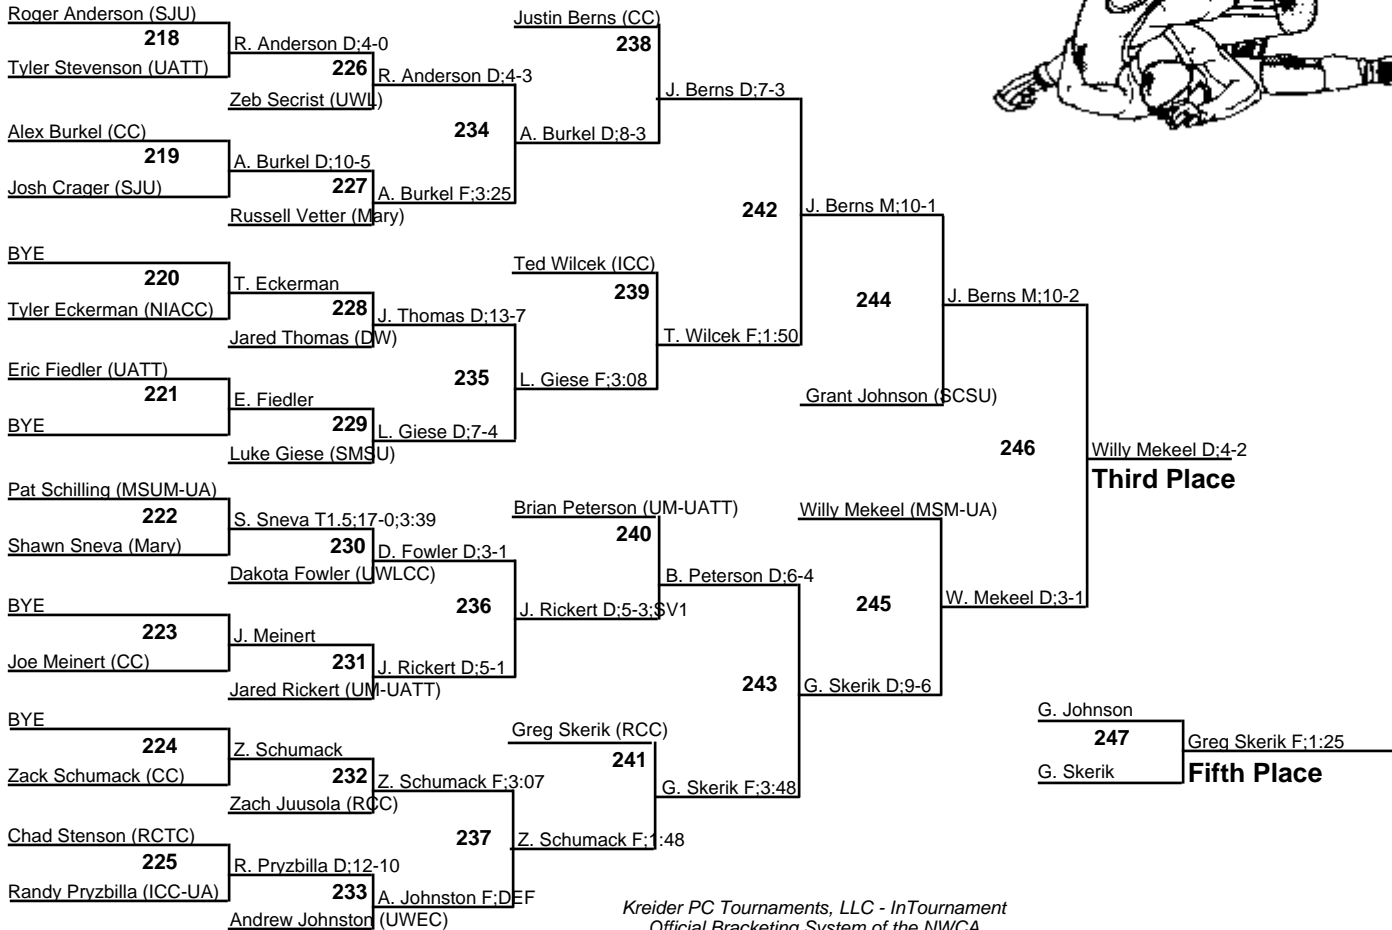 Roger Anderson (SJU)
218
Tyler Stevenson (UATT)
R. Anderson D;4-0
226
Zeb Secrist (UWL)
R. Anderson D;4-3
234
Alex Burkel (CC)
219
Josh Crager (SJU)
A. Burkel D;10-5
227
Russell Vetter (Mary)
A. Burkel F;3:25
Justin Berns (CC)
238
A. Burkel D;8-3
J. Berns D;7-3
242
BYE
220
Tyler Eckerman (NIACC)
T. Eckerman
228
Jared Thomas (DW)
J. Thomas D;13-7
235
Eric Fiedler (UATT)
221
BYE
E. Fiedler
229
Luke Giese (SMSU)
L. Giese D;7-4
Ted Wilcek (ICC)
239
L. Giese F;3:08
T. Wilcek F;1:50
J. Berns M;10-1
244
Grant Johnson (SCSU)
J. Berns M;10-2
246
Pat Schilling (MSUM-UA)
222
Shawn Sneva (Mary)
S. Sneva T1.5;17-0;3:39
230
Dakota Fowler (UWLCC)
D. Fowler D;3-1
236
BYE
223
Joe Meinert (CC)
J. Meinert
231
Jared Rickert (UM-UATT)
J. Rickert D;5-1
Brian Peterson (UM-UATT)
240
J. Rickert D;5-3;SV1
B. Peterson D;6-4
243
BYE
224
Zack Schumack (CC)
Z. Schumack
232
Zach Juusola (RCC)
Z. Schumack F;3:07
237
Chad Stenson (RCTC)
225
Randy Pryzbilla (ICC-UA)
R. Pryzbilla D;12-10
233
Andrew Johnston (UWEC)
A. Johnston F;DEF
Greg Skerik (RCC)
241
Z. Schumack F;1:48
G. Skerik F;3:48
Willy Mekeel (MSM-UA)
245
G. Skerik D;9-6
W. Mekeel D;3-1
Willy Mekeel D;4-2
Third Place
G. Johnson
247
G. Skerik
Greg Skerik F;1:25
Fifth Place
Kreider PC Tournaments, LLC - InTournament
Official Bracketing System of the NWCA